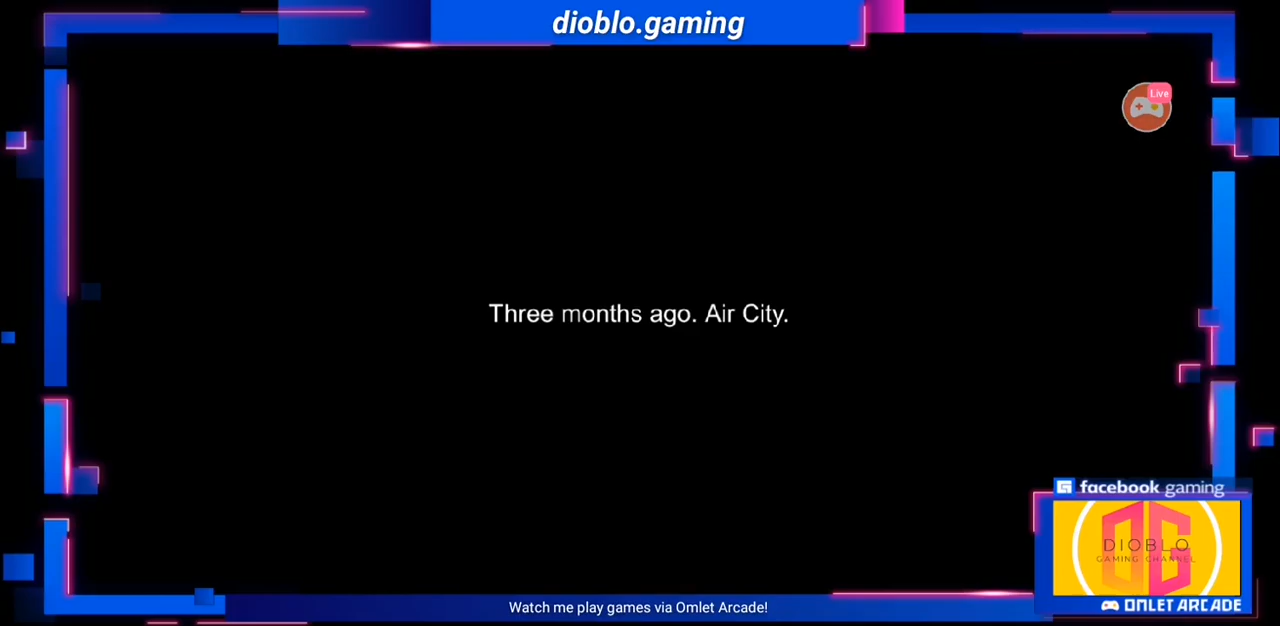 dioblo.gaming
Live
Three months ago. Air City.
facebook gaming
DG
DIOBLO
GAMING CHANNEL
OMLET ARCADE
Watch me play games via Omlet Arcade!